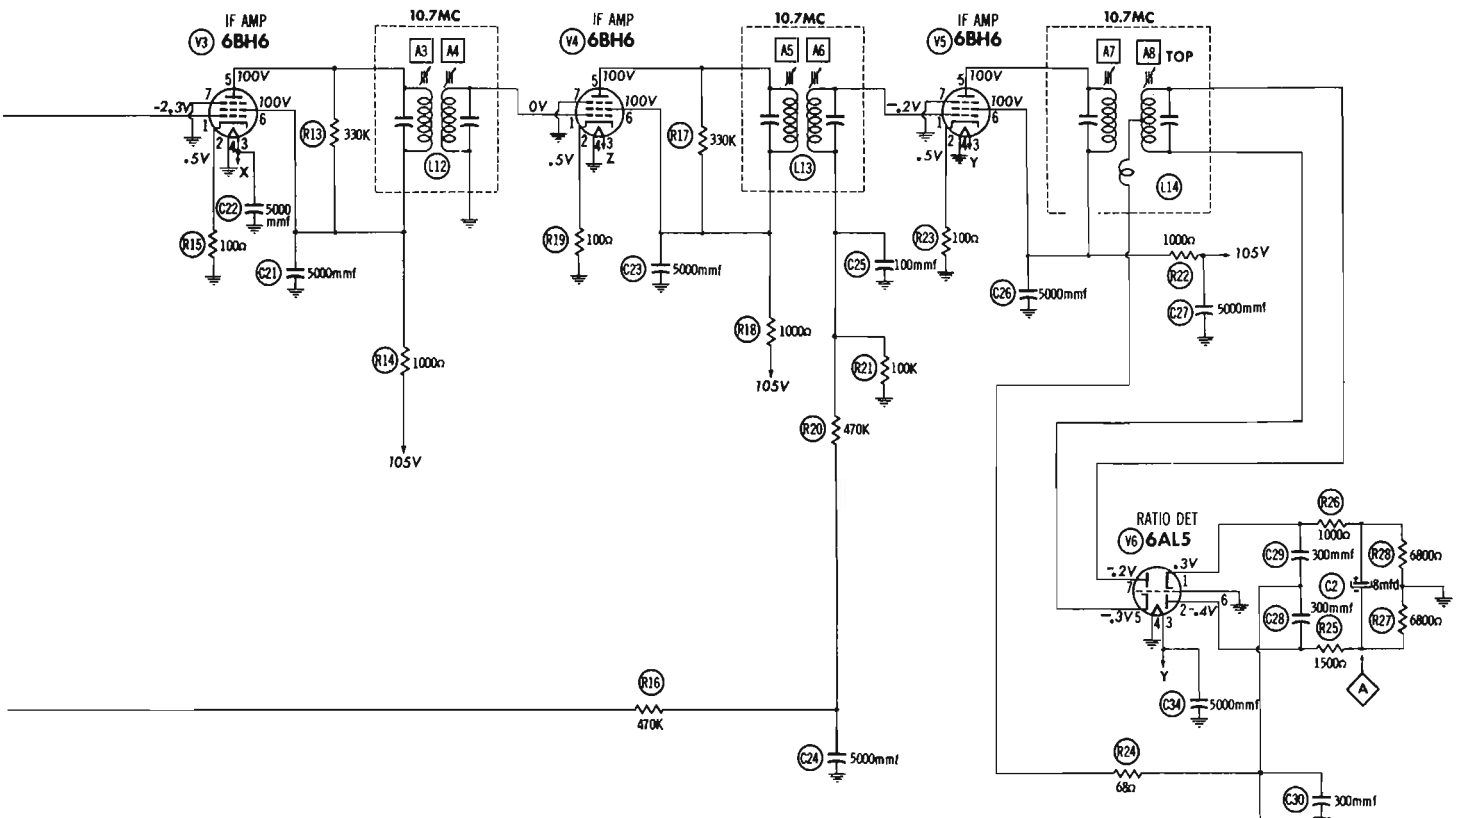 IF AMP
V3 6BH6
10.7MC
A3 A4
5 100V
-2.3V 7 100V
1 6
2 4 3
.5V
X
R13 330K
L12
C22 5000
mmf
R15 100Ω
C21 5000mmf
R14 1000Ω
105V
IF AMP
V4 6BH6
10.7MC
A5 A6
5 100V
0V 7 100V
1 6
2 4 3
.5V
Z
R17 330K
L13
R19 100Ω
C23 5000mmf
C25 100mmf
R18 1000Ω
105V
R21 100K
R20 470K
R16
470K
C24 5000mmf
IF AMP
V5 6BH6
10.7MC
A7 A8 TOP
5 100V
-.2V 7 100V
1 6
2 4 3
.5V
Y
L14
R23 100Ω
1000Ω
105V
R22
C26 5000mmf
C27 5000mmf
RATIO DET
V6 6AL5
-.2V .3V
7 1
6
-.3V 5 2 -.4V
4 3
Y
C34 5000mmf
R26
1000Ω
C29 300mmf
R28 6800Ω
C2 + 8mfd
300mmf
C28
R25
R27 6800Ω
1500Ω
A
R24
68Ω
C30 300mmf